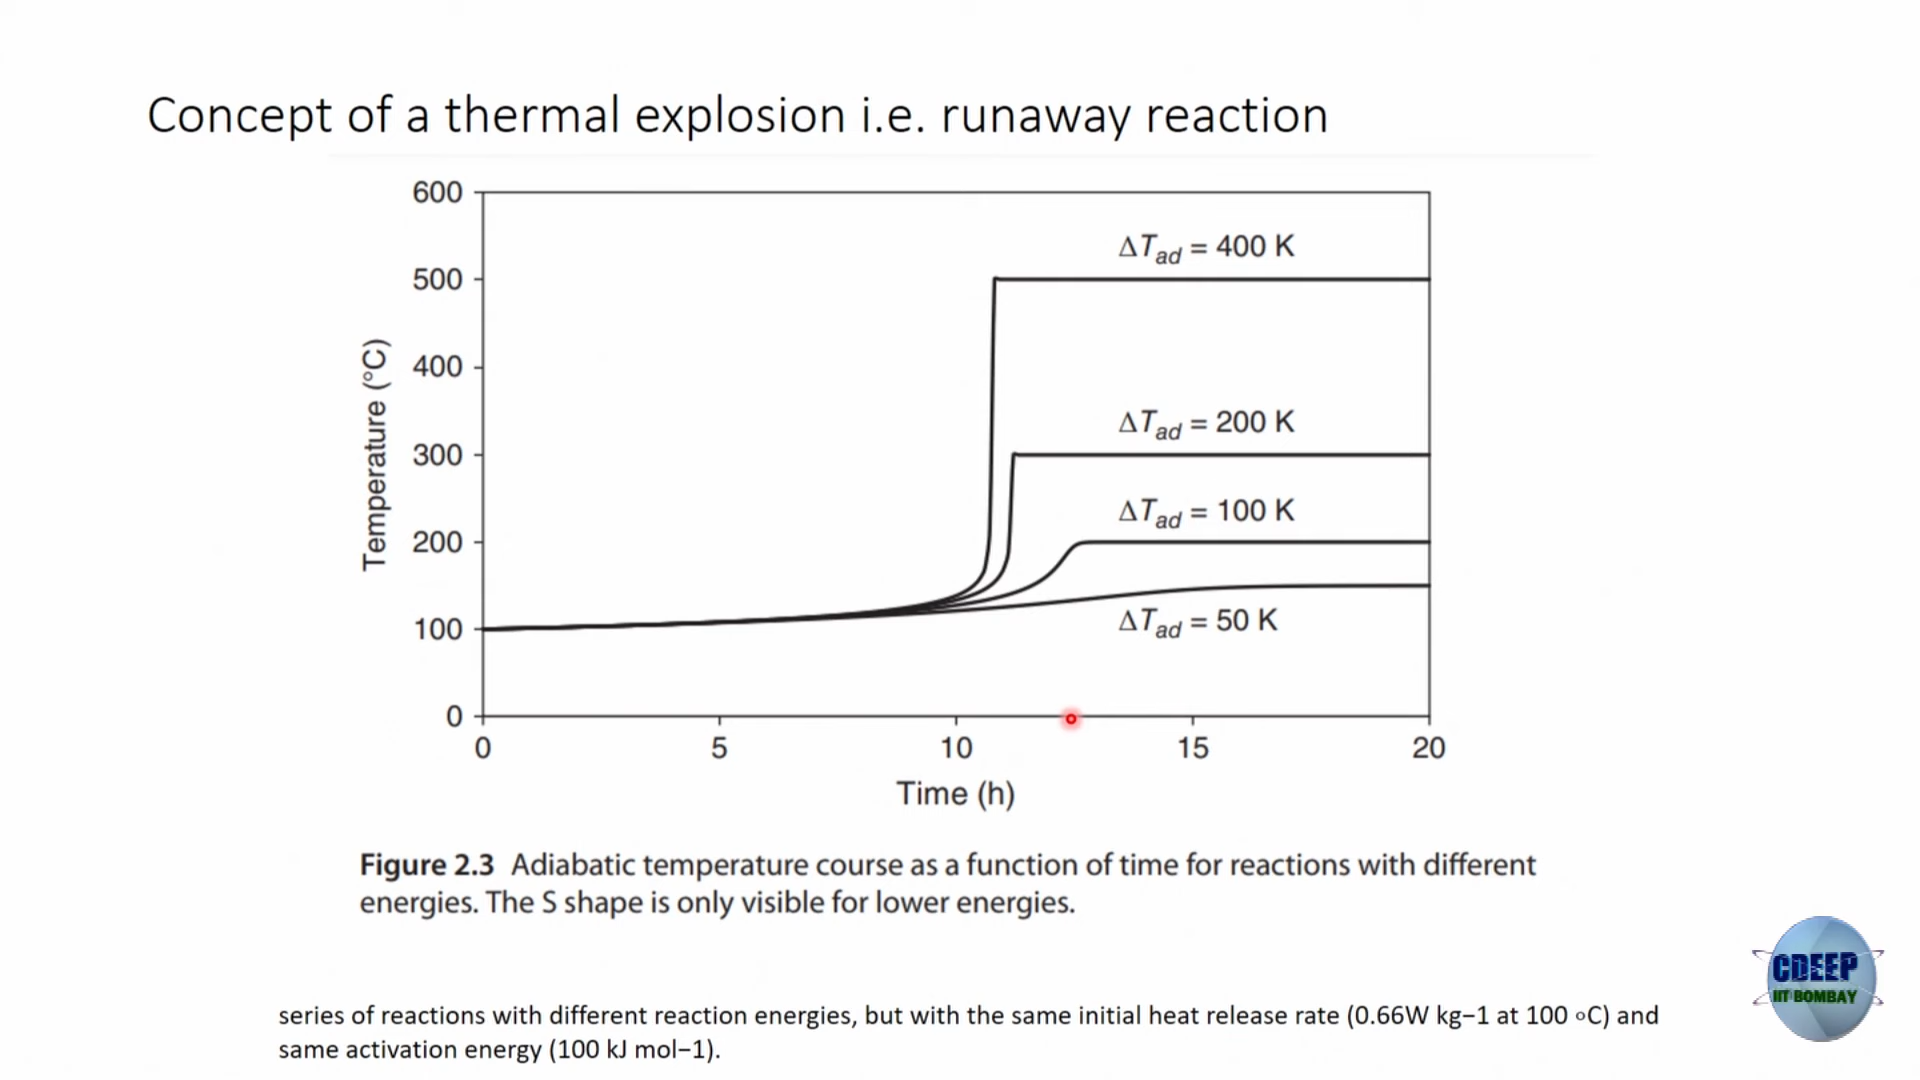 Concept of a thermal explosion i.e. runaway reaction
600
500
400
300
200
100
0
Temperature (°C)
ΔTad = 400 K
ΔTad = 200 K
ΔTad = 100 K
ΔTad = 50 K
0 5 10 15 20
Time (h)
Figure 2.3 Adiabatic temperature course as a function of time for reactions with different
energies. The S shape is only visible for lower energies.
CDEEP
IIT BOMBAY
series of reactions with different reaction energies, but with the same initial heat release rate (0.66W kg−1 at 100 ∘C) and
same activation energy (100 kJ mol−1).